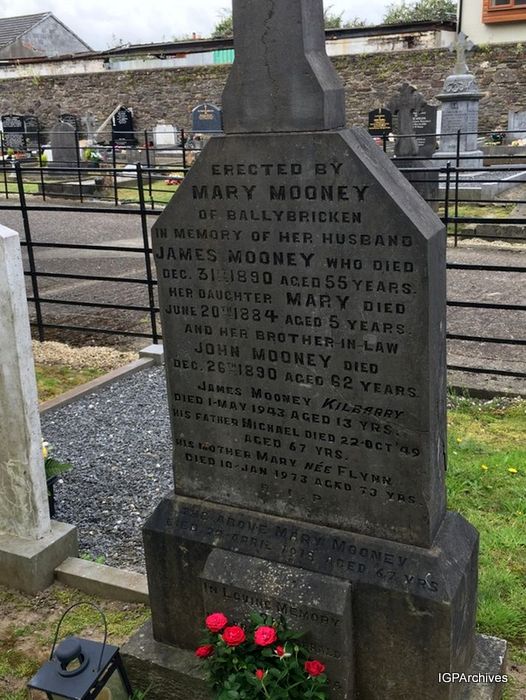 ERECTED BY
MARY MOONEY
OF BALLYBRICKEN
IN MEMORY OF HER HUSBAND
JAMES MOONEY WHO DIED
DEC. 31ST 1890 AGED 55 YEARS.
HER DAUGHTER MARY DIED
JUNE 20TH 1884 AGED 5 YEARS.
AND HER BROTHER-IN-LAW
JOHN MOONEY DIED
DEC. 26TH 1890 AGED 62 YEARS.
JAMES MOONEY KILBARRY
DIED 1-MAY 1943 AGED 13 YRS.
HIS FATHER MICHAEL DIED 22-OCT '49
AGED 67 YRS.
HIS MOTHER MARY NÉE FLYNN
DIED 10-JAN 1973 AGED 73 YRS
R.I.P.
THE ABOVE MARY MOONEY
DIED APRIL 1915 AGED 67 YRS
IN LOVING MEMORY
IGPArchives